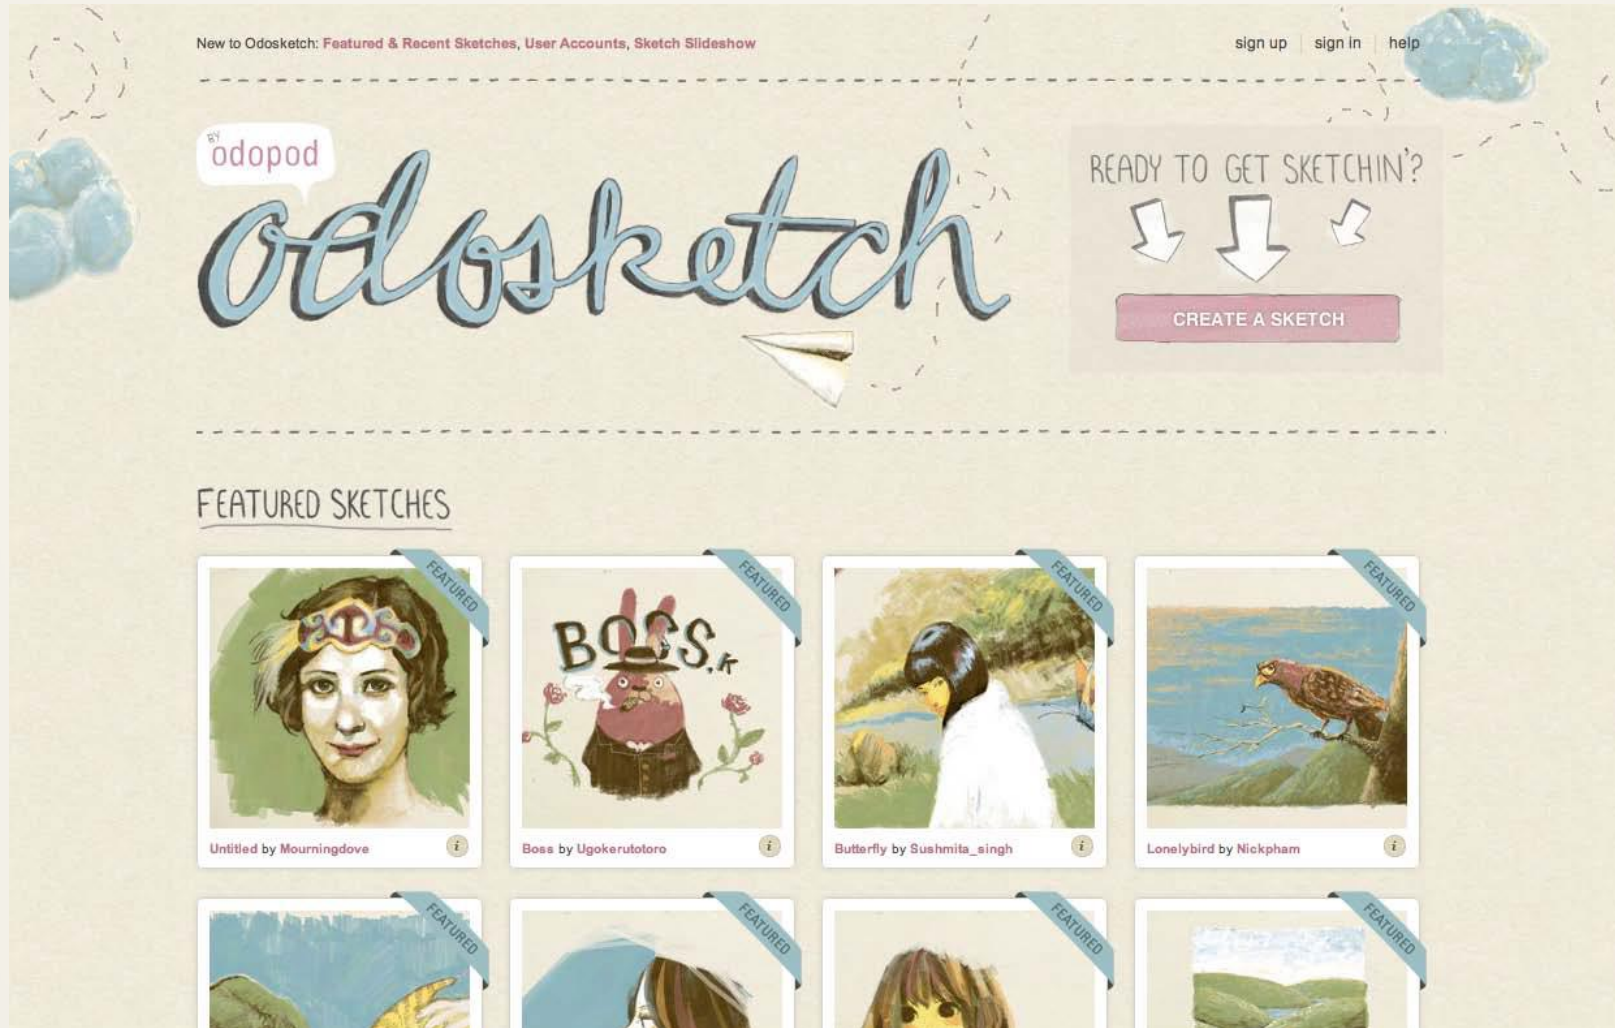 New to Odosketch: Featured & Recent Sketches, User Accounts, Sketch Slideshow
sign up sign in help
BY
odopod
odosketch
READY TO GET SKETCHIN'?
CREATE A SKETCH
FEATURED SKETCHES
FEATURED
FEATURED
FEATURED
FEATURED
BOSS.K
Untitled by Mourningdove
i
Boss by Ugokerutotoro
i
Butterfly by Sushmita_singh
i
Lonelybird by Nickpham
i
FEATURED
FEATURED
FEATURED
FEATURED